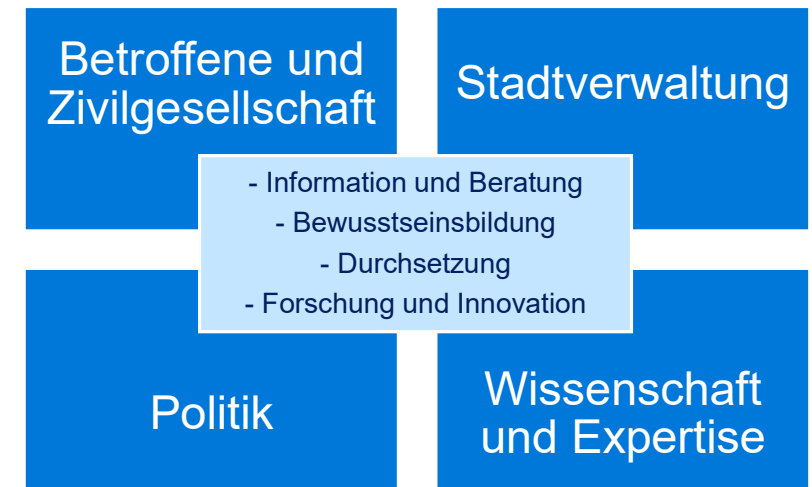 Betroffene und
Zivilgesellschaft
Stadtverwaltung
- Information und Beratung
- Bewusstseinsbildung
- Durchsetzung
- Forschung und Innovation
Politik
Wissenschaft
und Expertise